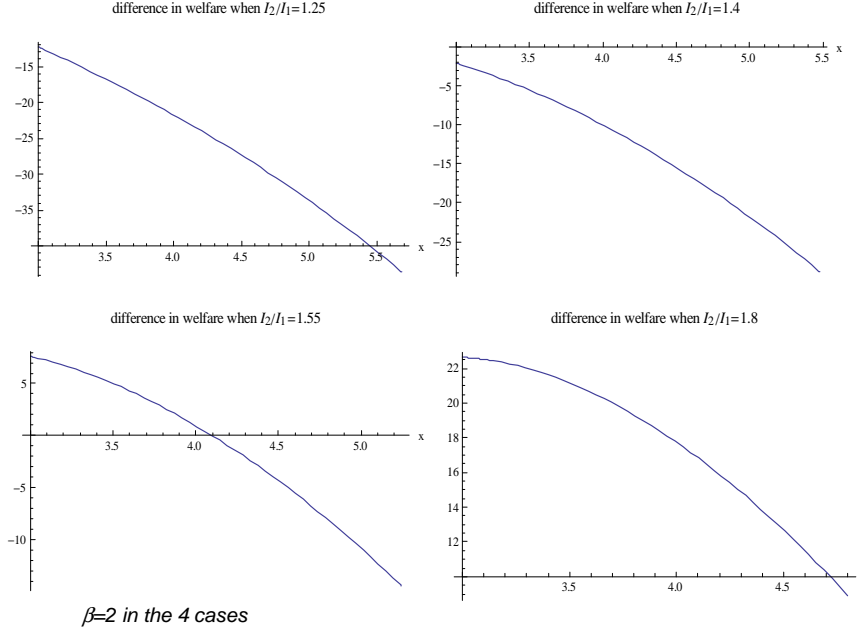 difference in welfare when I₂/I₁=1.25
difference in welfare when I₂/I₁=1.4
−15
−20
−25
−30
−35
3.5 4.0 4.5 5.0 5.5 x
3.5 4.0 4.5 5.0 5.5 x
−5
−10
−15
−20
−25
difference in welfare when I₂/I₁=1.55
difference in welfare when I₂/I₁=1.8
5
−5
−10
3.5 4.0 4.5 5.0 x
22
20
18
16
14
12
3.5 4.0 4.5 x
β=2 in the 4 cases